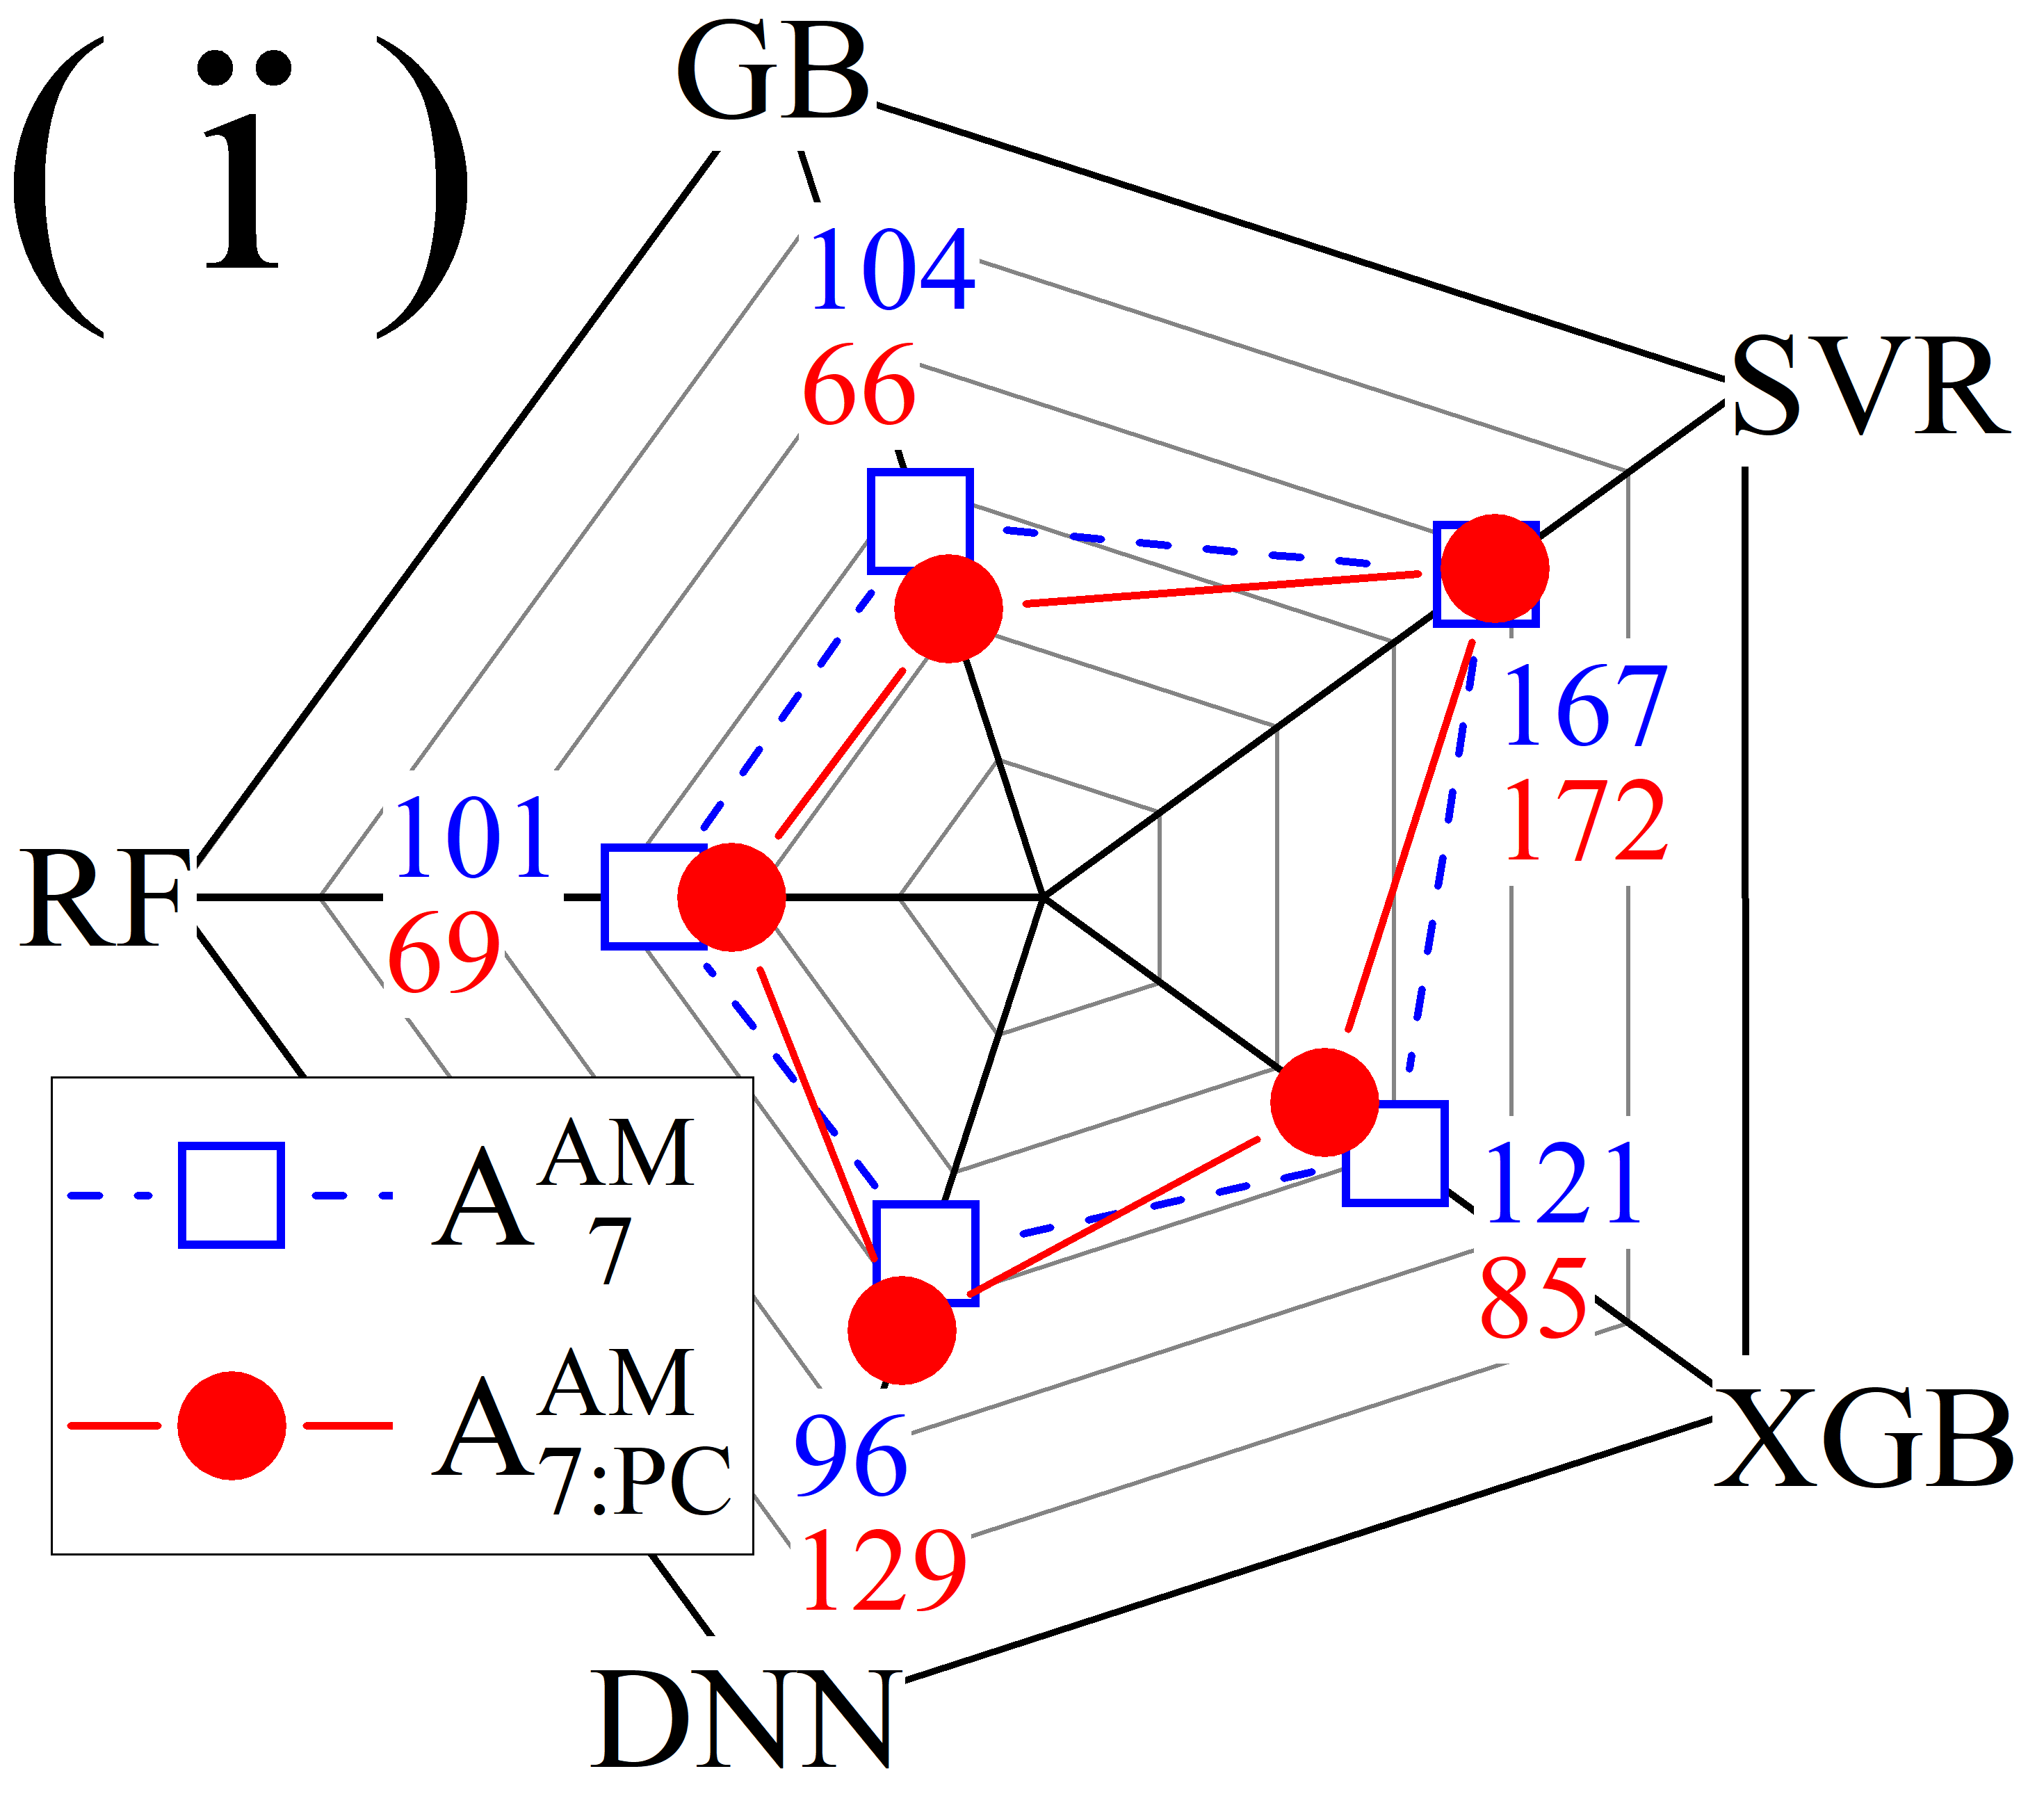 ( ï )
GB
104
66
SVR
167
172
101
RF
69
A AM 7
121
85
A AM 7:PC
XGB
96
129
DNN